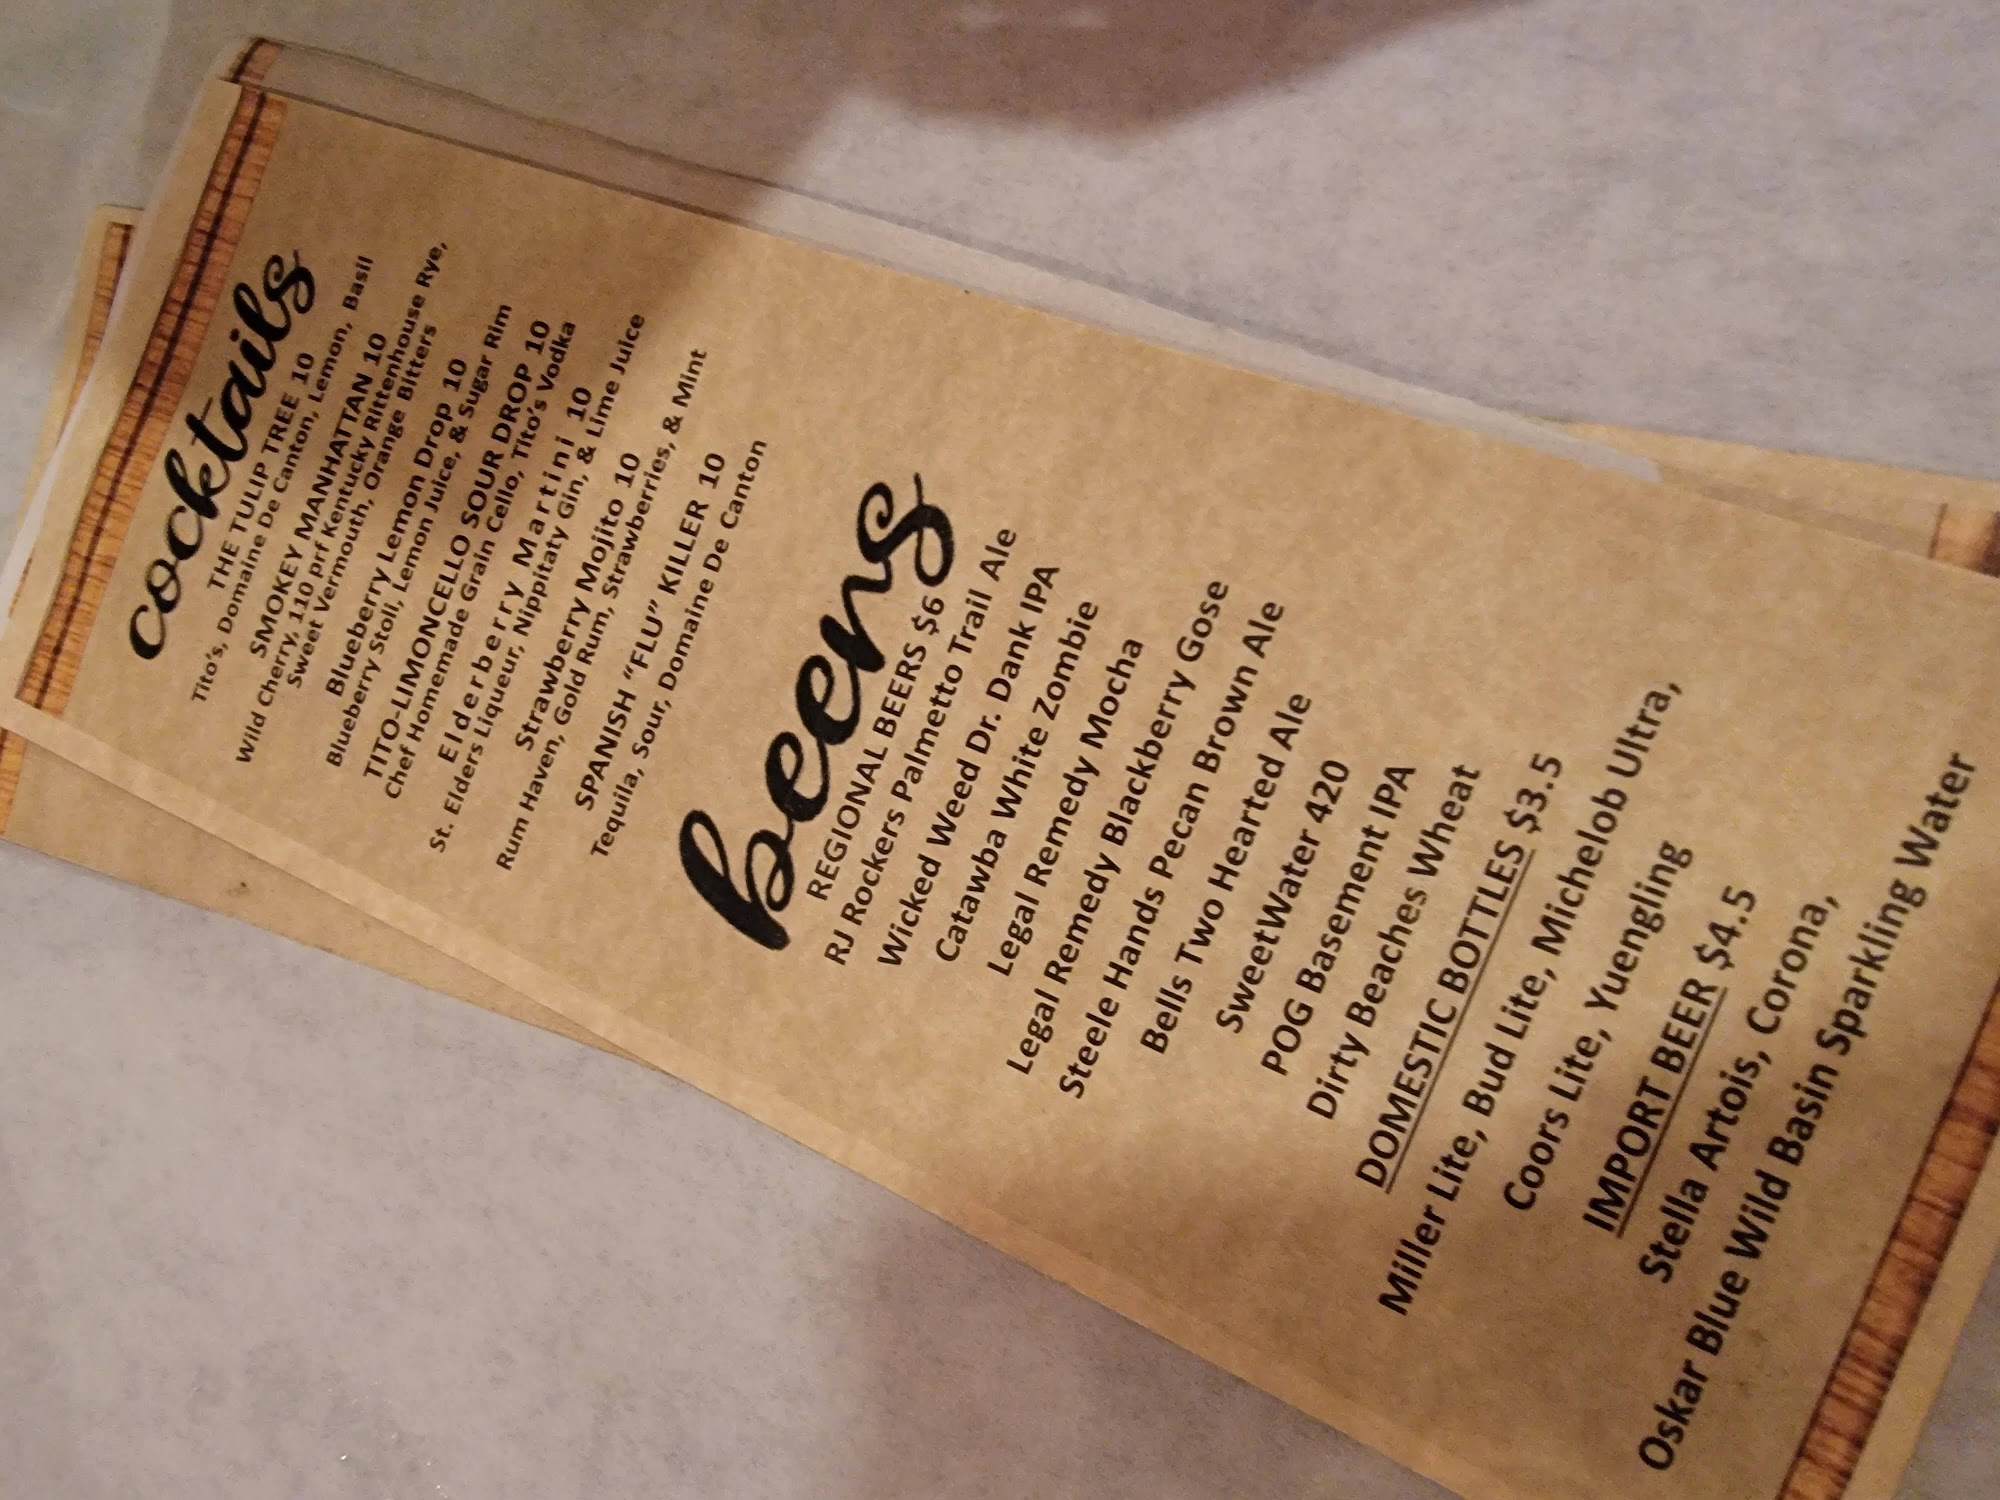 cocktails
THE TULIP TREE 10
Tito's, Domaine De Canton, Lemon, Basil
SMOKEY MANHATTAN 10
Wild Cherry, 110 prf Kentucky Rittenhouse Rye,
Sweet Vermouth, Orange Bitters
Blueberry Lemon Drop 10
Blueberry Stoli, Lemon Juice, & Sugar Rim
TITO-LIMONCELLO SOUR DROP 10
Chef Homemade Grain Cello, Tito's Vodka
Elderberry Martini 10
St. Elders Liqueur, Nippitaty Gin, & Lime Juice
Strawberry Mojito 10
Rum Haven, Gold Rum, Strawberries, & Mint
SPANISH "FLU" KILLER 10
Tequila, Sour, Domaine De Canton
beers
REGIONAL BEERS $6
RJ Rockers Palmetto Trail Ale
Wicked Weed Dr. Dank IPA
Catawba White Zombie
Legal Remedy Mocha
Legal Remedy Blackberry Gose
Steele Hands Pecan Brown Ale
Bells Two Hearted Ale
SweetWater 420
POG Basement IPA
Dirty Beaches Wheat
DOMESTIC BOTTLES $3.5
Miller Lite, Bud Lite, Michelob Ultra,
Coors Lite, Yuengling
IMPORT BEER $4.5
Stella Artois, Corona,
Oskar Blue Wild Basin Sparkling Water